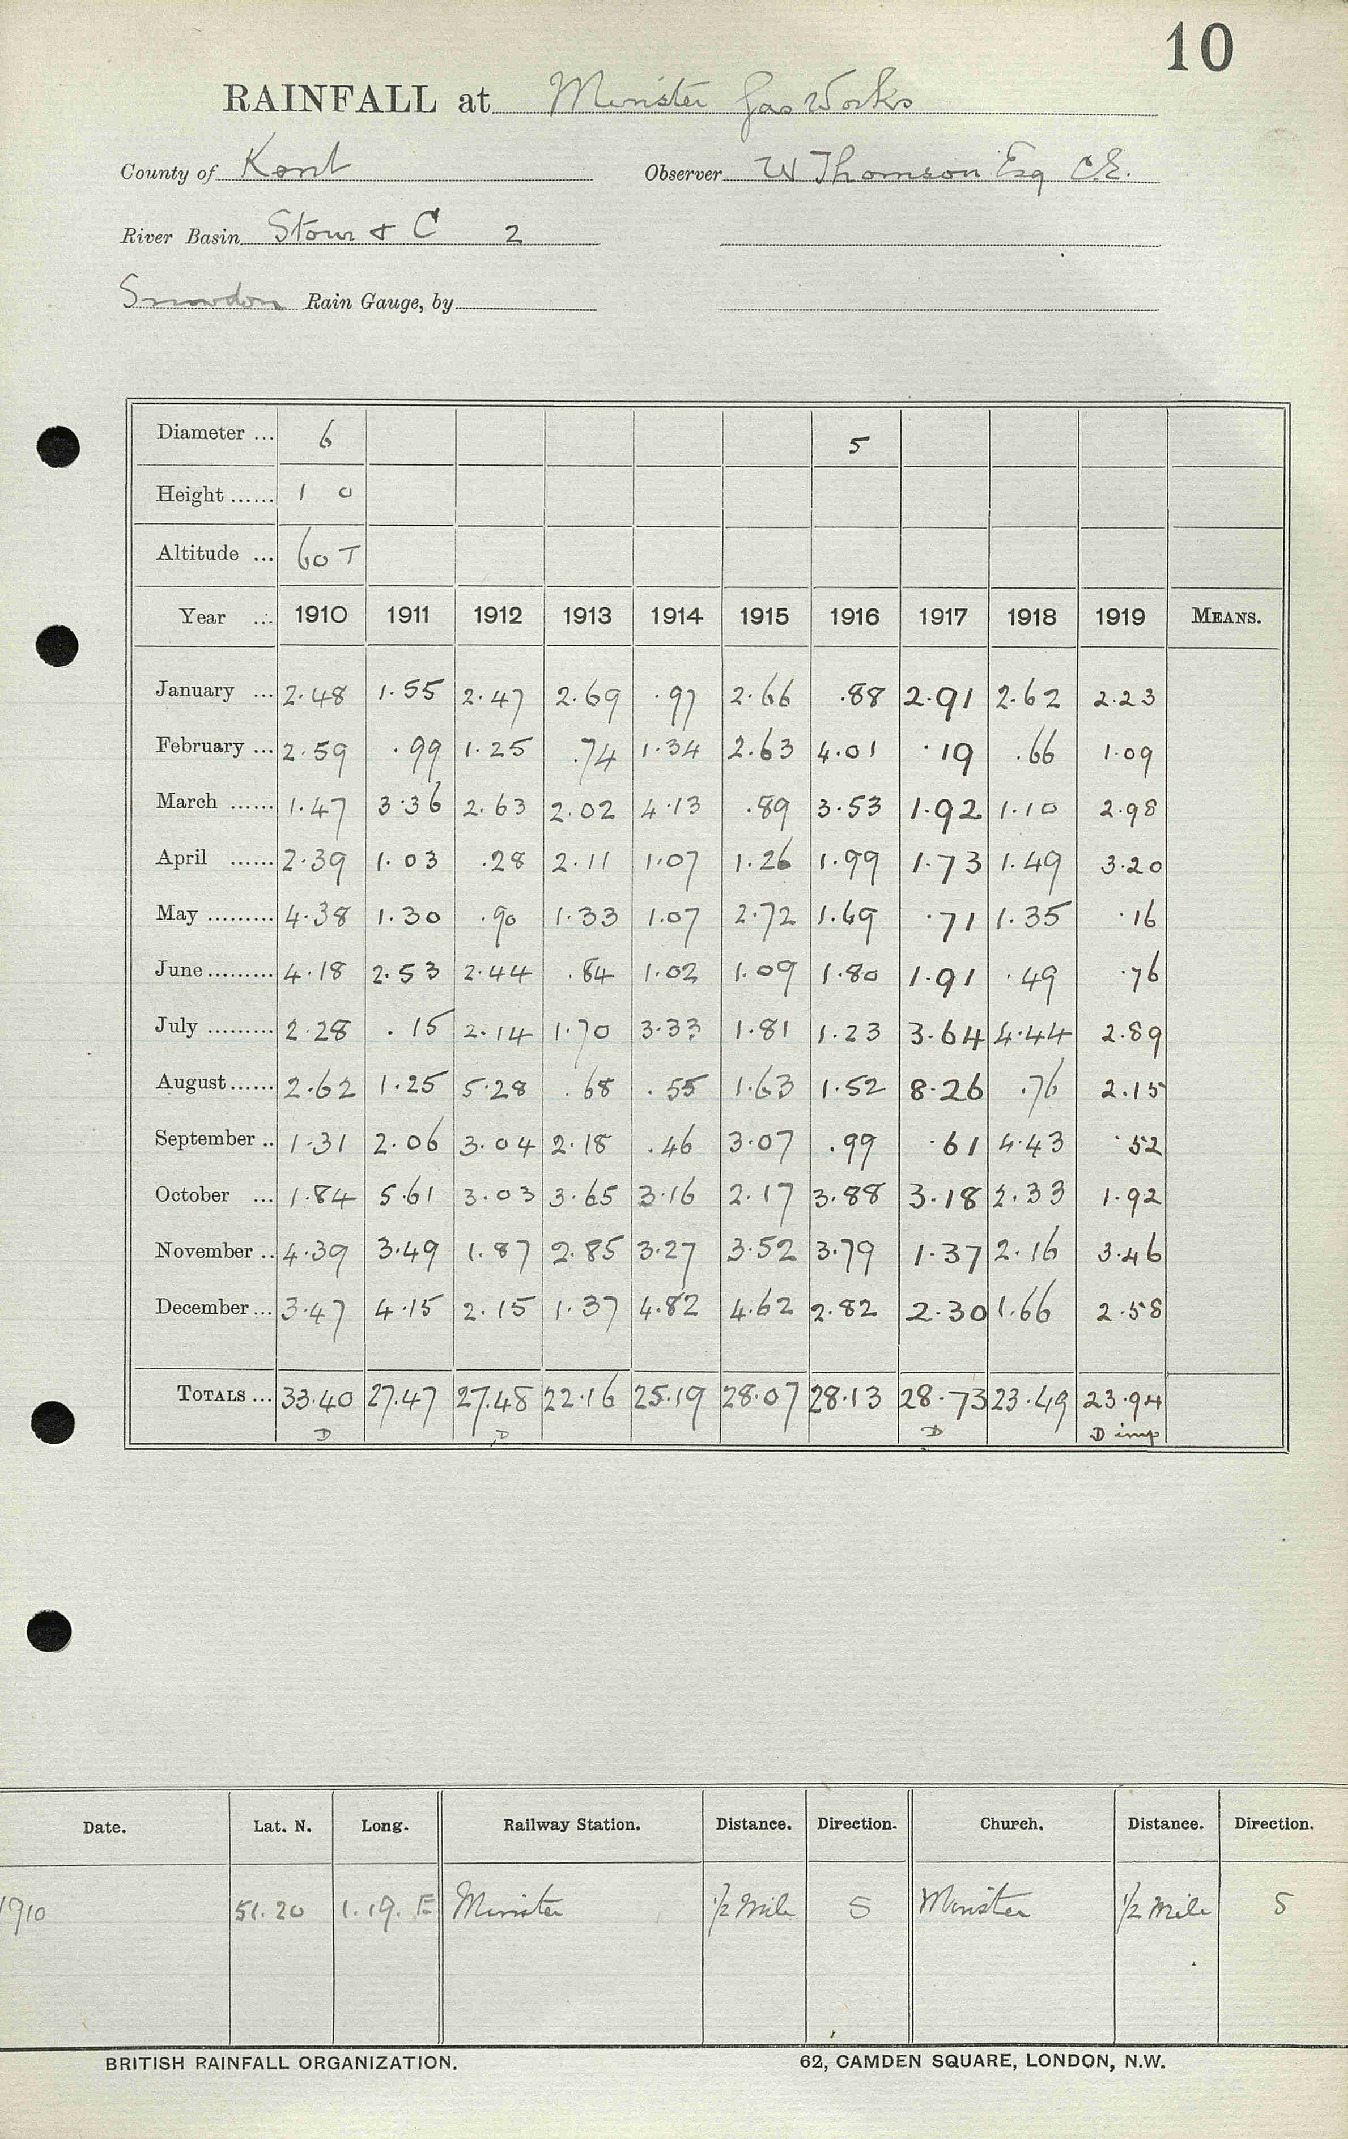 10
RAINFALL at Minster Gas Works
County of Kent Observer W Thomson Esq C.E.
River Basin Stour & C 2
Snowdon Rain Gauge, by
Diameter ... 6 5
Height ...... 1 0
Altitude ... 60 T
Year ... 1910 1911 1912 1913 1914 1915 1916 1917 1918 1919 MEANS.
January ... 2.48 1.55 2.47 2.69 .97 2.66 .88 2.91 2.62 2.23
February ... 2.59 .99 1.25 .74 1.34 2.63 4.01 .19 .66 1.09
March ...... 1.47 3.36 2.63 2.02 4.13 .89 3.53 1.92 1.10 2.98
April ...... 2.39 1.03 .28 2.11 1.07 1.26 1.99 1.73 1.49 3.20
May ......... 4.38 1.30 .90 1.33 1.07 2.72 1.69 .71 1.35 .16
June ......... 4.18 2.53 2.44 .84 1.02 1.09 1.80 1.91 .49 .76
July ......... 2.28 .15 2.14 1.70 3.33 1.81 1.23 3.64 4.44 2.89
August ...... 2.62 1.25 5.28 .68 .55 1.63 1.52 8.26 .76 2.15
September .. 1.31 2.06 3.04 2.18 .46 3.07 .99 .61 4.43 .52
October ... 1.84 5.61 3.03 3.65 3.16 2.17 3.88 3.18 2.33 1.92
November .. 4.39 3.49 1.87 2.85 3.27 3.52 3.79 1.37 2.16 3.46
December ... 3.47 4.15 2.15 1.37 4.82 4.62 2.82 2.30 1.66 2.58
TOTALS ... 33.40 27.47 27.48 22.16 25.19 28.07 28.13 28.73 23.49 23.94
D D D D imp
Date. Lat. N. Long. Railway Station. Distance. Direction. Church. Distance. Direction.
1910 51.20 1.19. E Minster 1/2 Mile S Minster 1/2 Mile S
BRITISH RAINFALL ORGANIZATION. 62, CAMDEN SQUARE, LONDON, N.W.